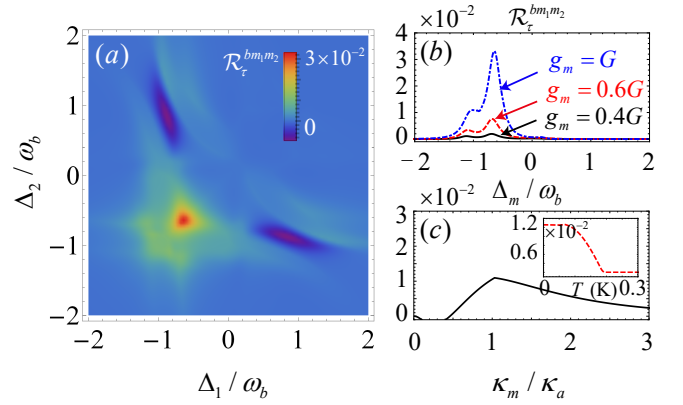 (a)
R_τ^{bm_1m_2}
3×10⁻²
0
2
1
0
−1
−2
Δ_2 / ω_b
−2 −1 0 1 2
Δ_1 / ω_b
×10⁻² R_τ^{bm_1m_2}
(b)
4
3
2
1
0
g_m = G
g_m = 0.6G
g_m = 0.4G
−2 −1 0 1 2
Δ_m / ω_b
×10⁻²
(c)
3
2
1
0
1.2
×10⁻²
0.6
0 T (K) 0.3
0 1 2 3
κ_m / κ_a